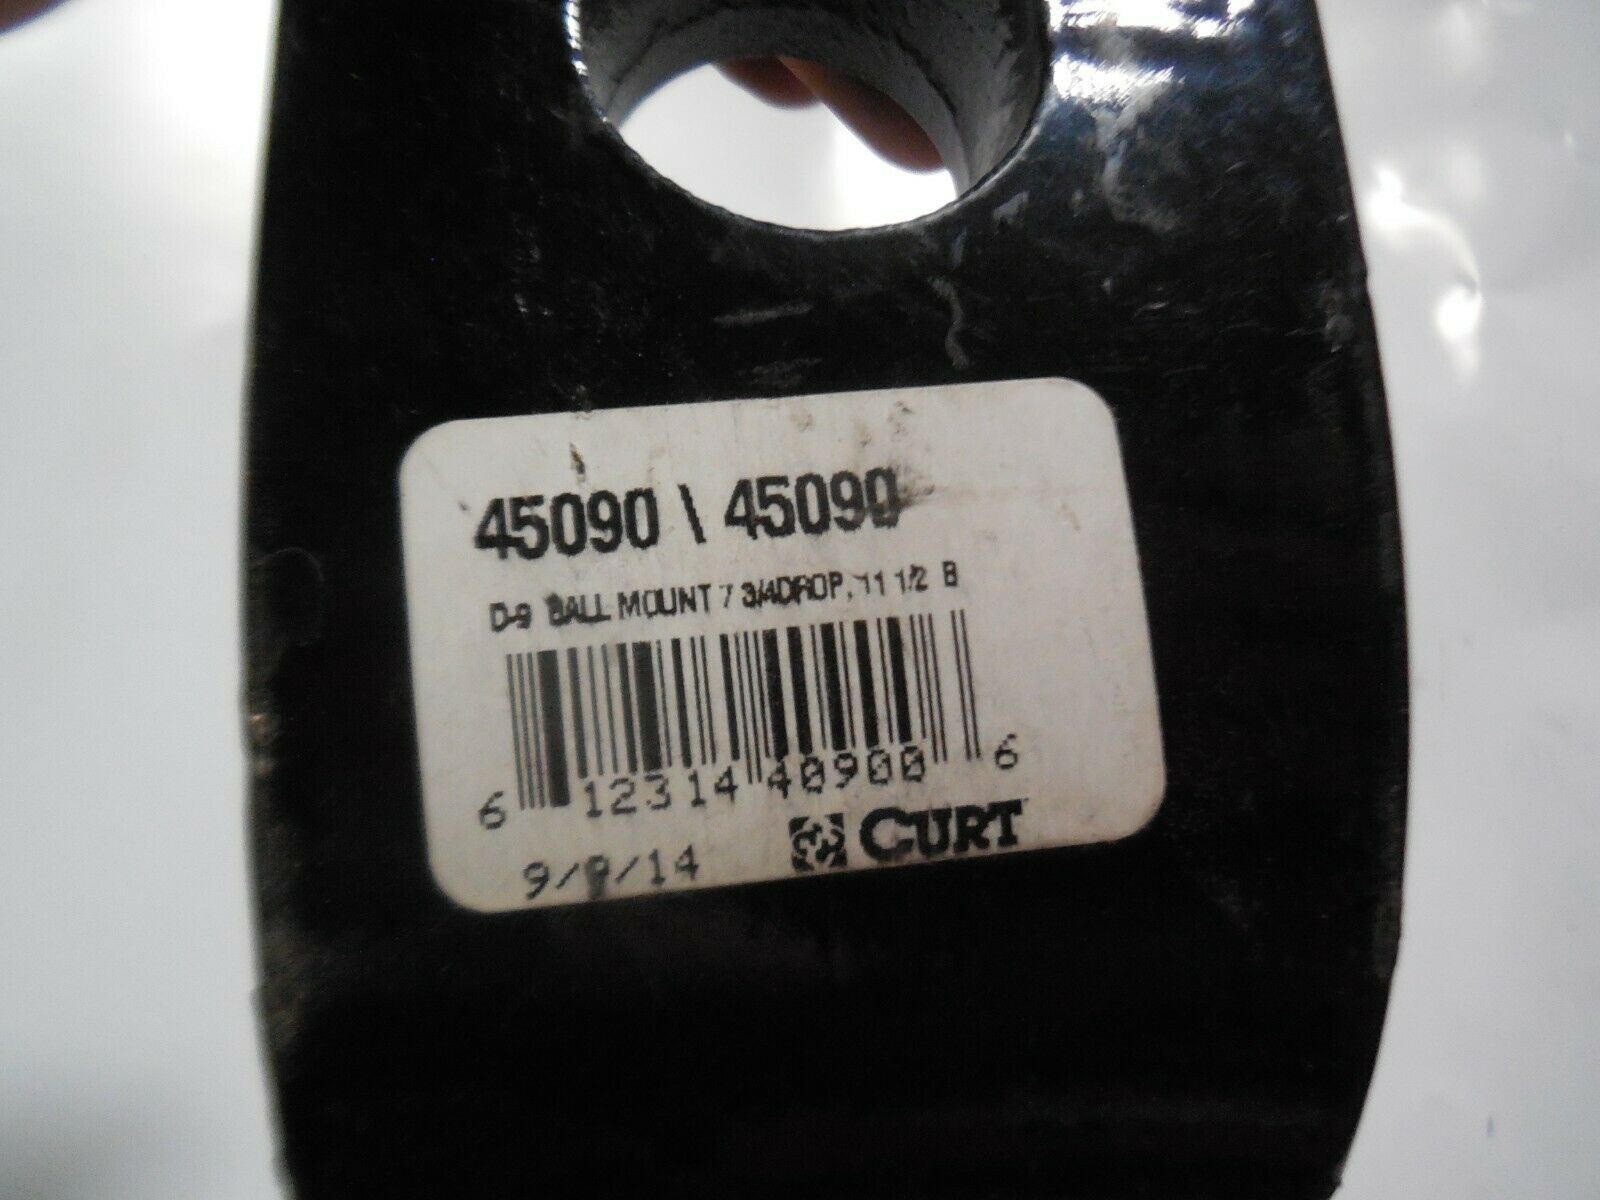 45090 \ 45090
D-9 BALL MOUNT 7 3/4DROP, 11 1/2 B
6 12314 40900 6
9/9/14 CURT